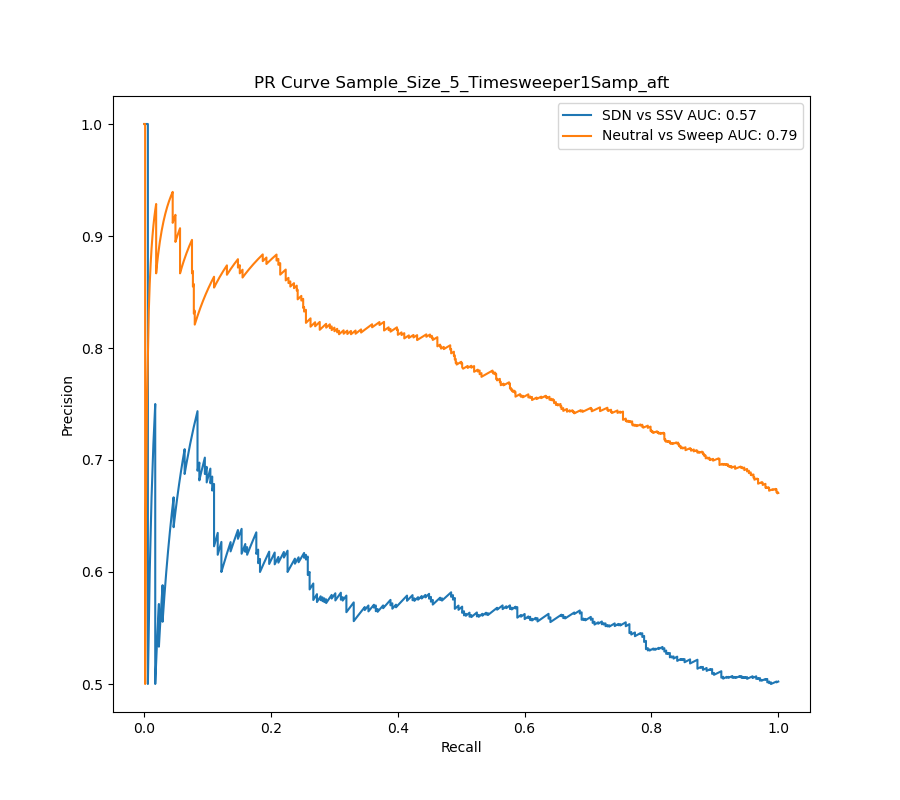 PR Curve Sample_Size_5_Timesweeper1Samp_aft
SDN vs SSV AUC: 0.57
Neutral vs Sweep AUC: 0.79
1.0
0.9
0.8
0.7
0.6
0.5
Precision
0.0 0.2 0.4 0.6 0.8 1.0
Recall